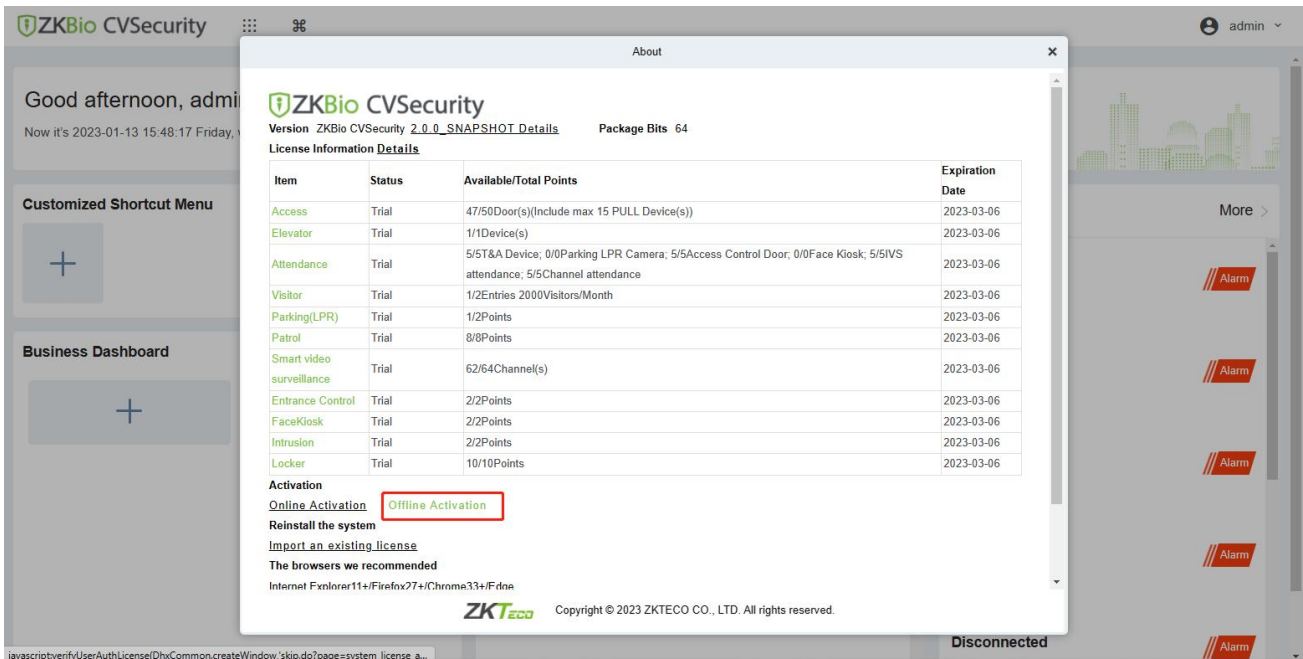 ZKBio CVSecurity
admin
About
Good afternoon, admi
Now it's 2023-01-13 15:48:17 Friday,
ZKBio CVSecurity
Version ZKBio CVSecurity 2.0.0_SNAPSHOT Details Package Bits 64
License Information Details
Item Status Available/Total Points Expiration Date
Access Trial 47/50Door(s)(Include max 15 PULL Device(s)) 2023-03-06
Elevator Trial 1/1Device(s) 2023-03-06
Attendance Trial 5/5T&A Device; 0/0Parking LPR Camera; 5/5Access Control Door; 0/0Face Kiosk; 5/5IVS
attendance; 5/5Channel attendance 2023-03-06
Visitor Trial 1/2Entries 2000Visitors/Month 2023-03-06
Parking(LPR) Trial 1/2Points 2023-03-06
Patrol Trial 8/8Points 2023-03-06
Smart video
surveillance Trial 62/64Channel(s) 2023-03-06
Entrance Control Trial 2/2Points 2023-03-06
FaceKiosk Trial 2/2Points 2023-03-06
Intrusion Trial 2/2Points 2023-03-06
Locker Trial 10/10Points 2023-03-06
Activation
Online Activation Offline Activation
Reinstall the system
Import an existing license
The browsers we recommended
Internet Explorer11+/Firefox27+/Chrome33+/Edge
ZKTeco Copyright © 2023 ZKTECO CO., LTD. All rights reserved.
Customized Shortcut Menu
Business Dashboard
More
Alarm
Alarm
Alarm
Alarm
Disconnected
Alarm
javascript:verifyUserAuthLicense(DhxCommon.createWindow,'skip.do?page=system_license_a...